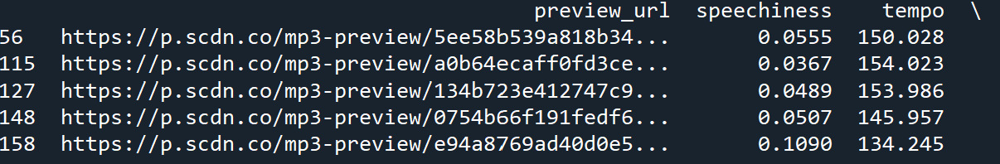 preview_url speechiness tempo \
56 https://p.scdn.co/mp3-preview/5ee58b539a818b34... 0.0555 150.028
115 https://p.scdn.co/mp3-preview/a0b64ecaff0fd3ce... 0.0367 154.023
127 https://p.scdn.co/mp3-preview/134b723e412747c9... 0.0489 153.986
148 https://p.scdn.co/mp3-preview/0754b66f191fedf6... 0.0507 145.957
158 https://p.scdn.co/mp3-preview/e94a8769ad40d0e5... 0.1090 134.245